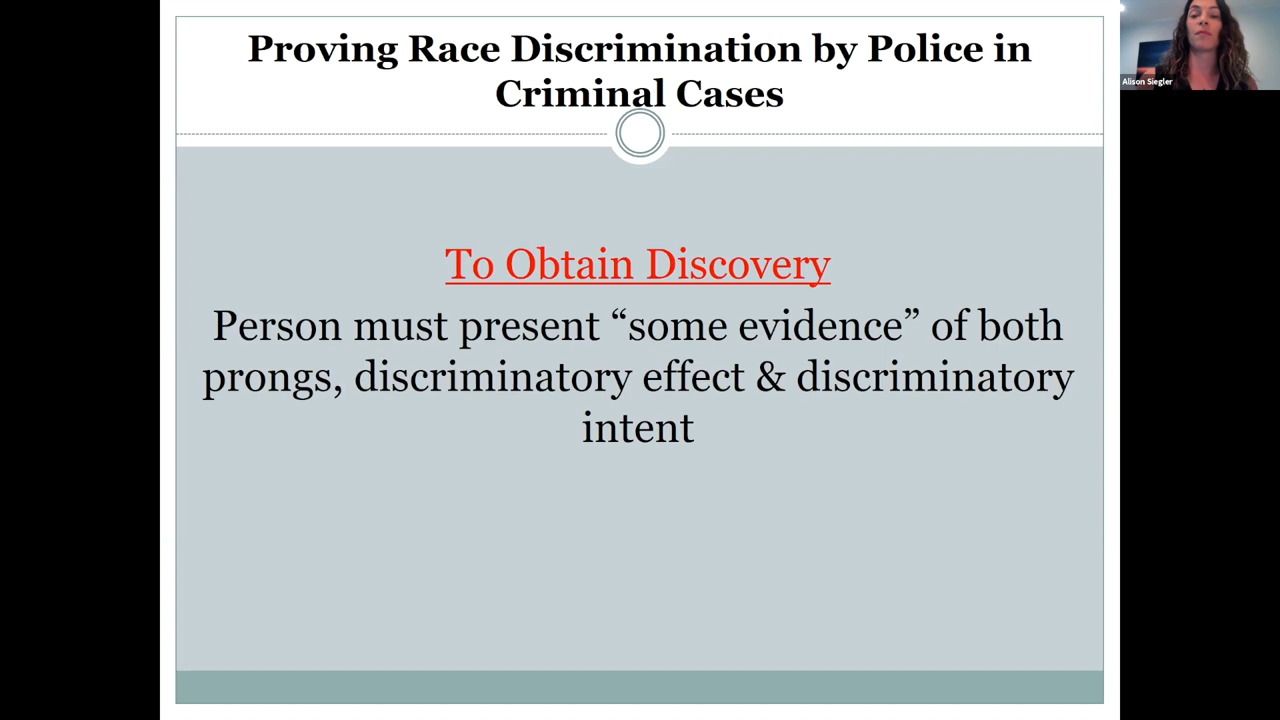 Proving Race Discrimination by Police in
Criminal Cases
To Obtain Discovery
Person must present “some evidence” of both
prongs, discriminatory effect & discriminatory
intent
Alison Siegler